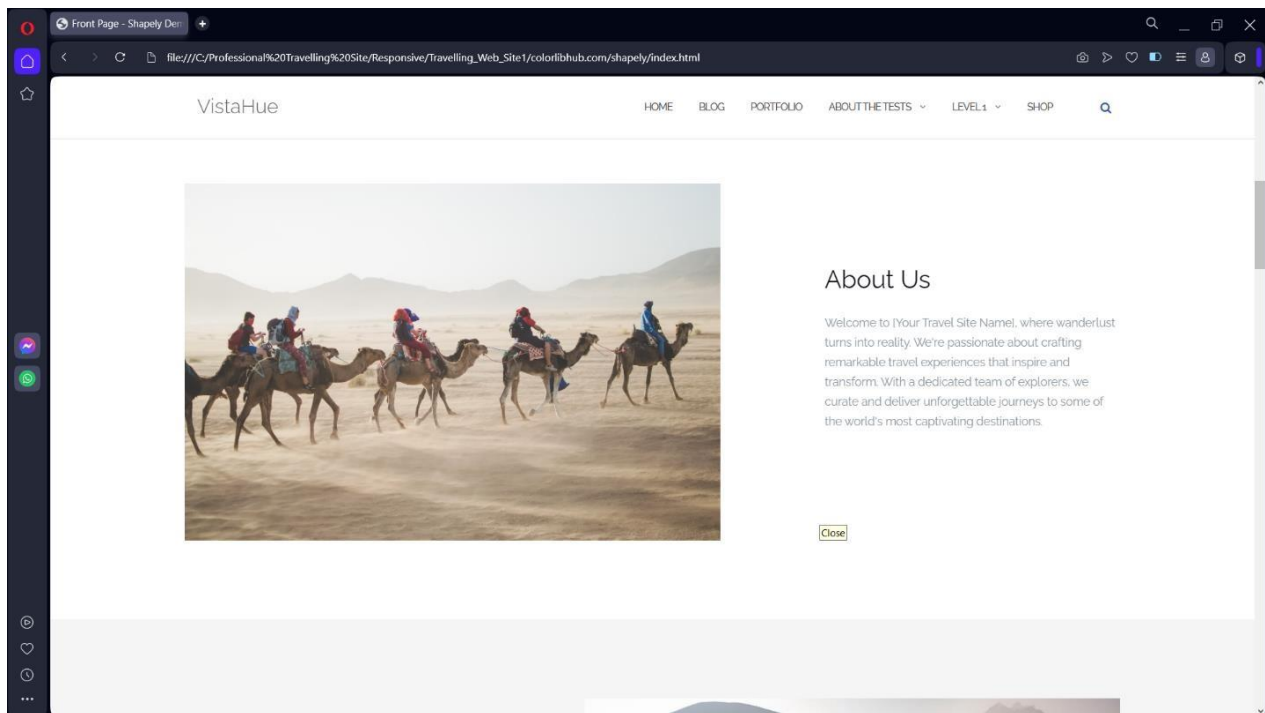 Front Page - Shapely Den
file:///C:/Professional%20Travelling%20Site/Responsive/Travelling_Web_Site1/colorlibhub.com/shapely/index.html
VistaHue
HOME BLOG PORTFOLIO ABOUT THE TESTS LEVEL 1 SHOP
About Us
Welcome to [Your Travel Site Name], where wanderlust
turns into reality. We're passionate about crafting
remarkable travel experiences that inspire and
transform. With a dedicated team of explorers, we
curate and deliver unforgettable journeys to some of
the world's most captivating destinations.
Close